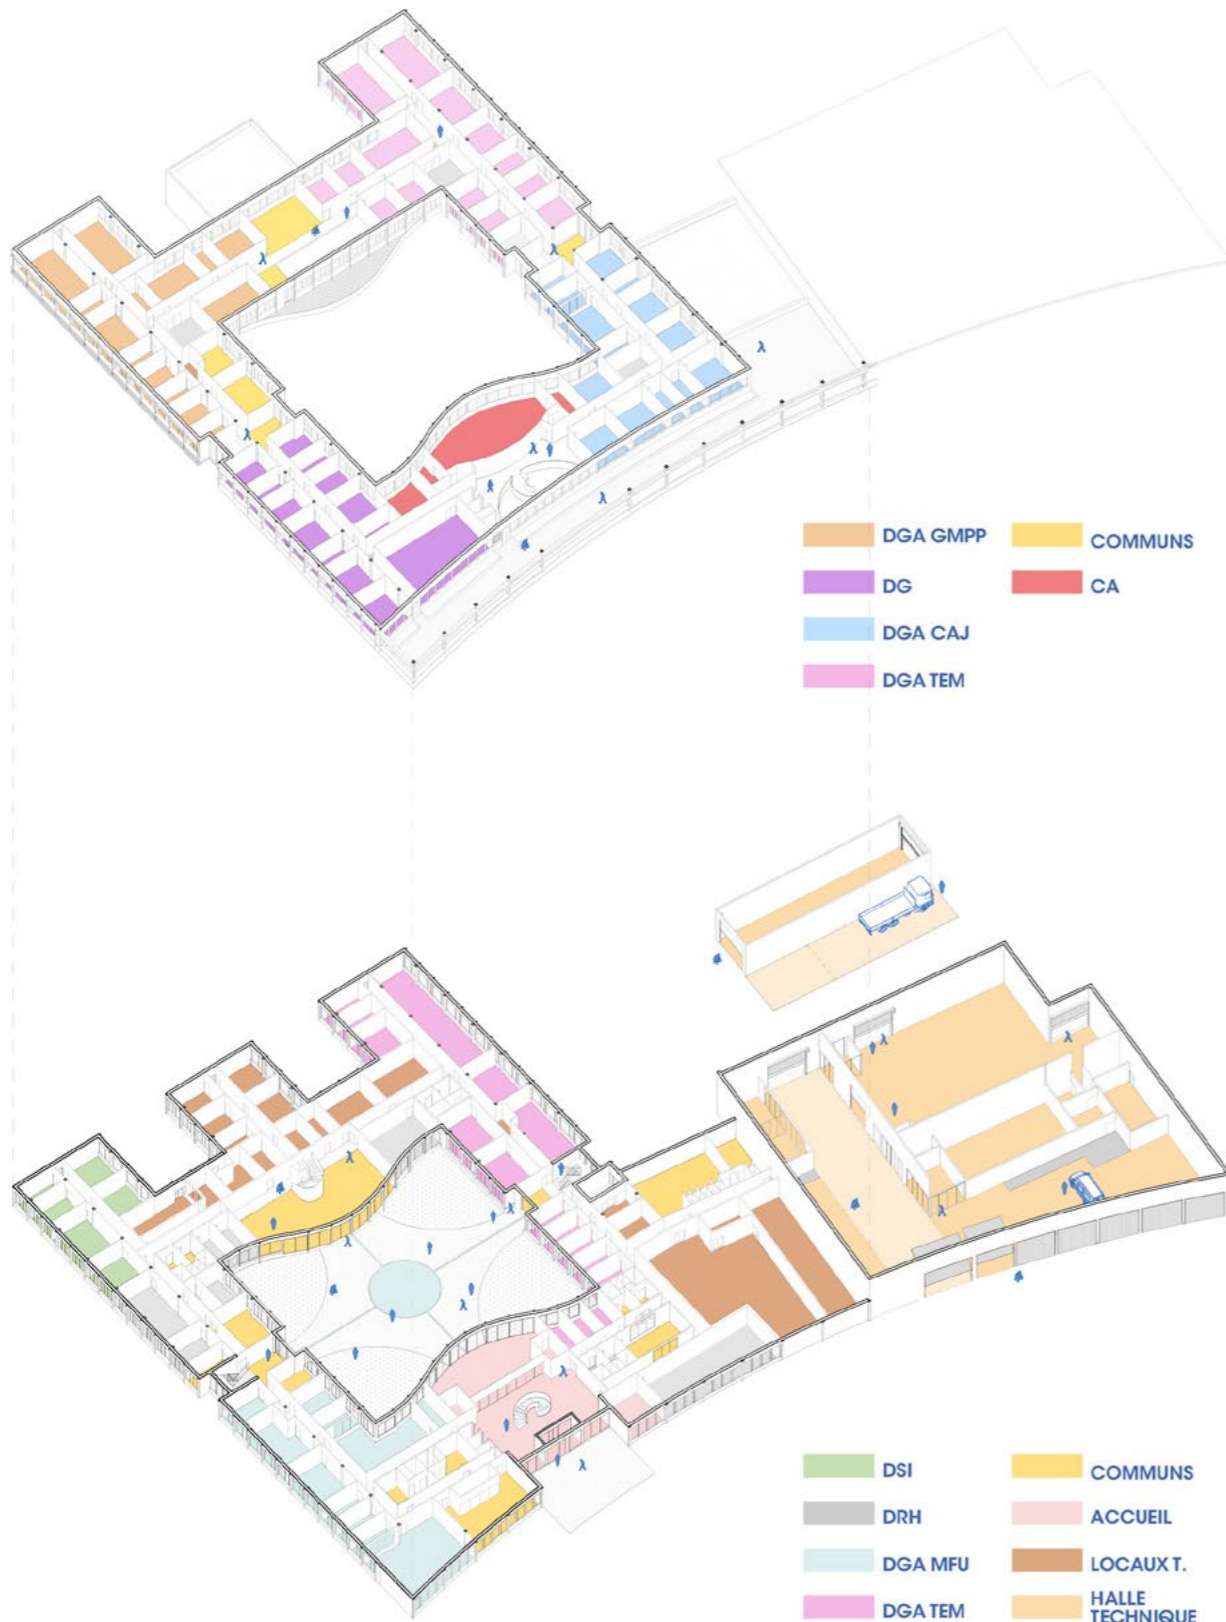 DGA GMPP
COMMUNS
DG
CA
DGA CAJ
DGA TEM
DSI
COMMUNS
DRH
ACCUEIL
DGA MFU
LOCAUX T.
DGA TEM
HALLE
TECHNIQUE